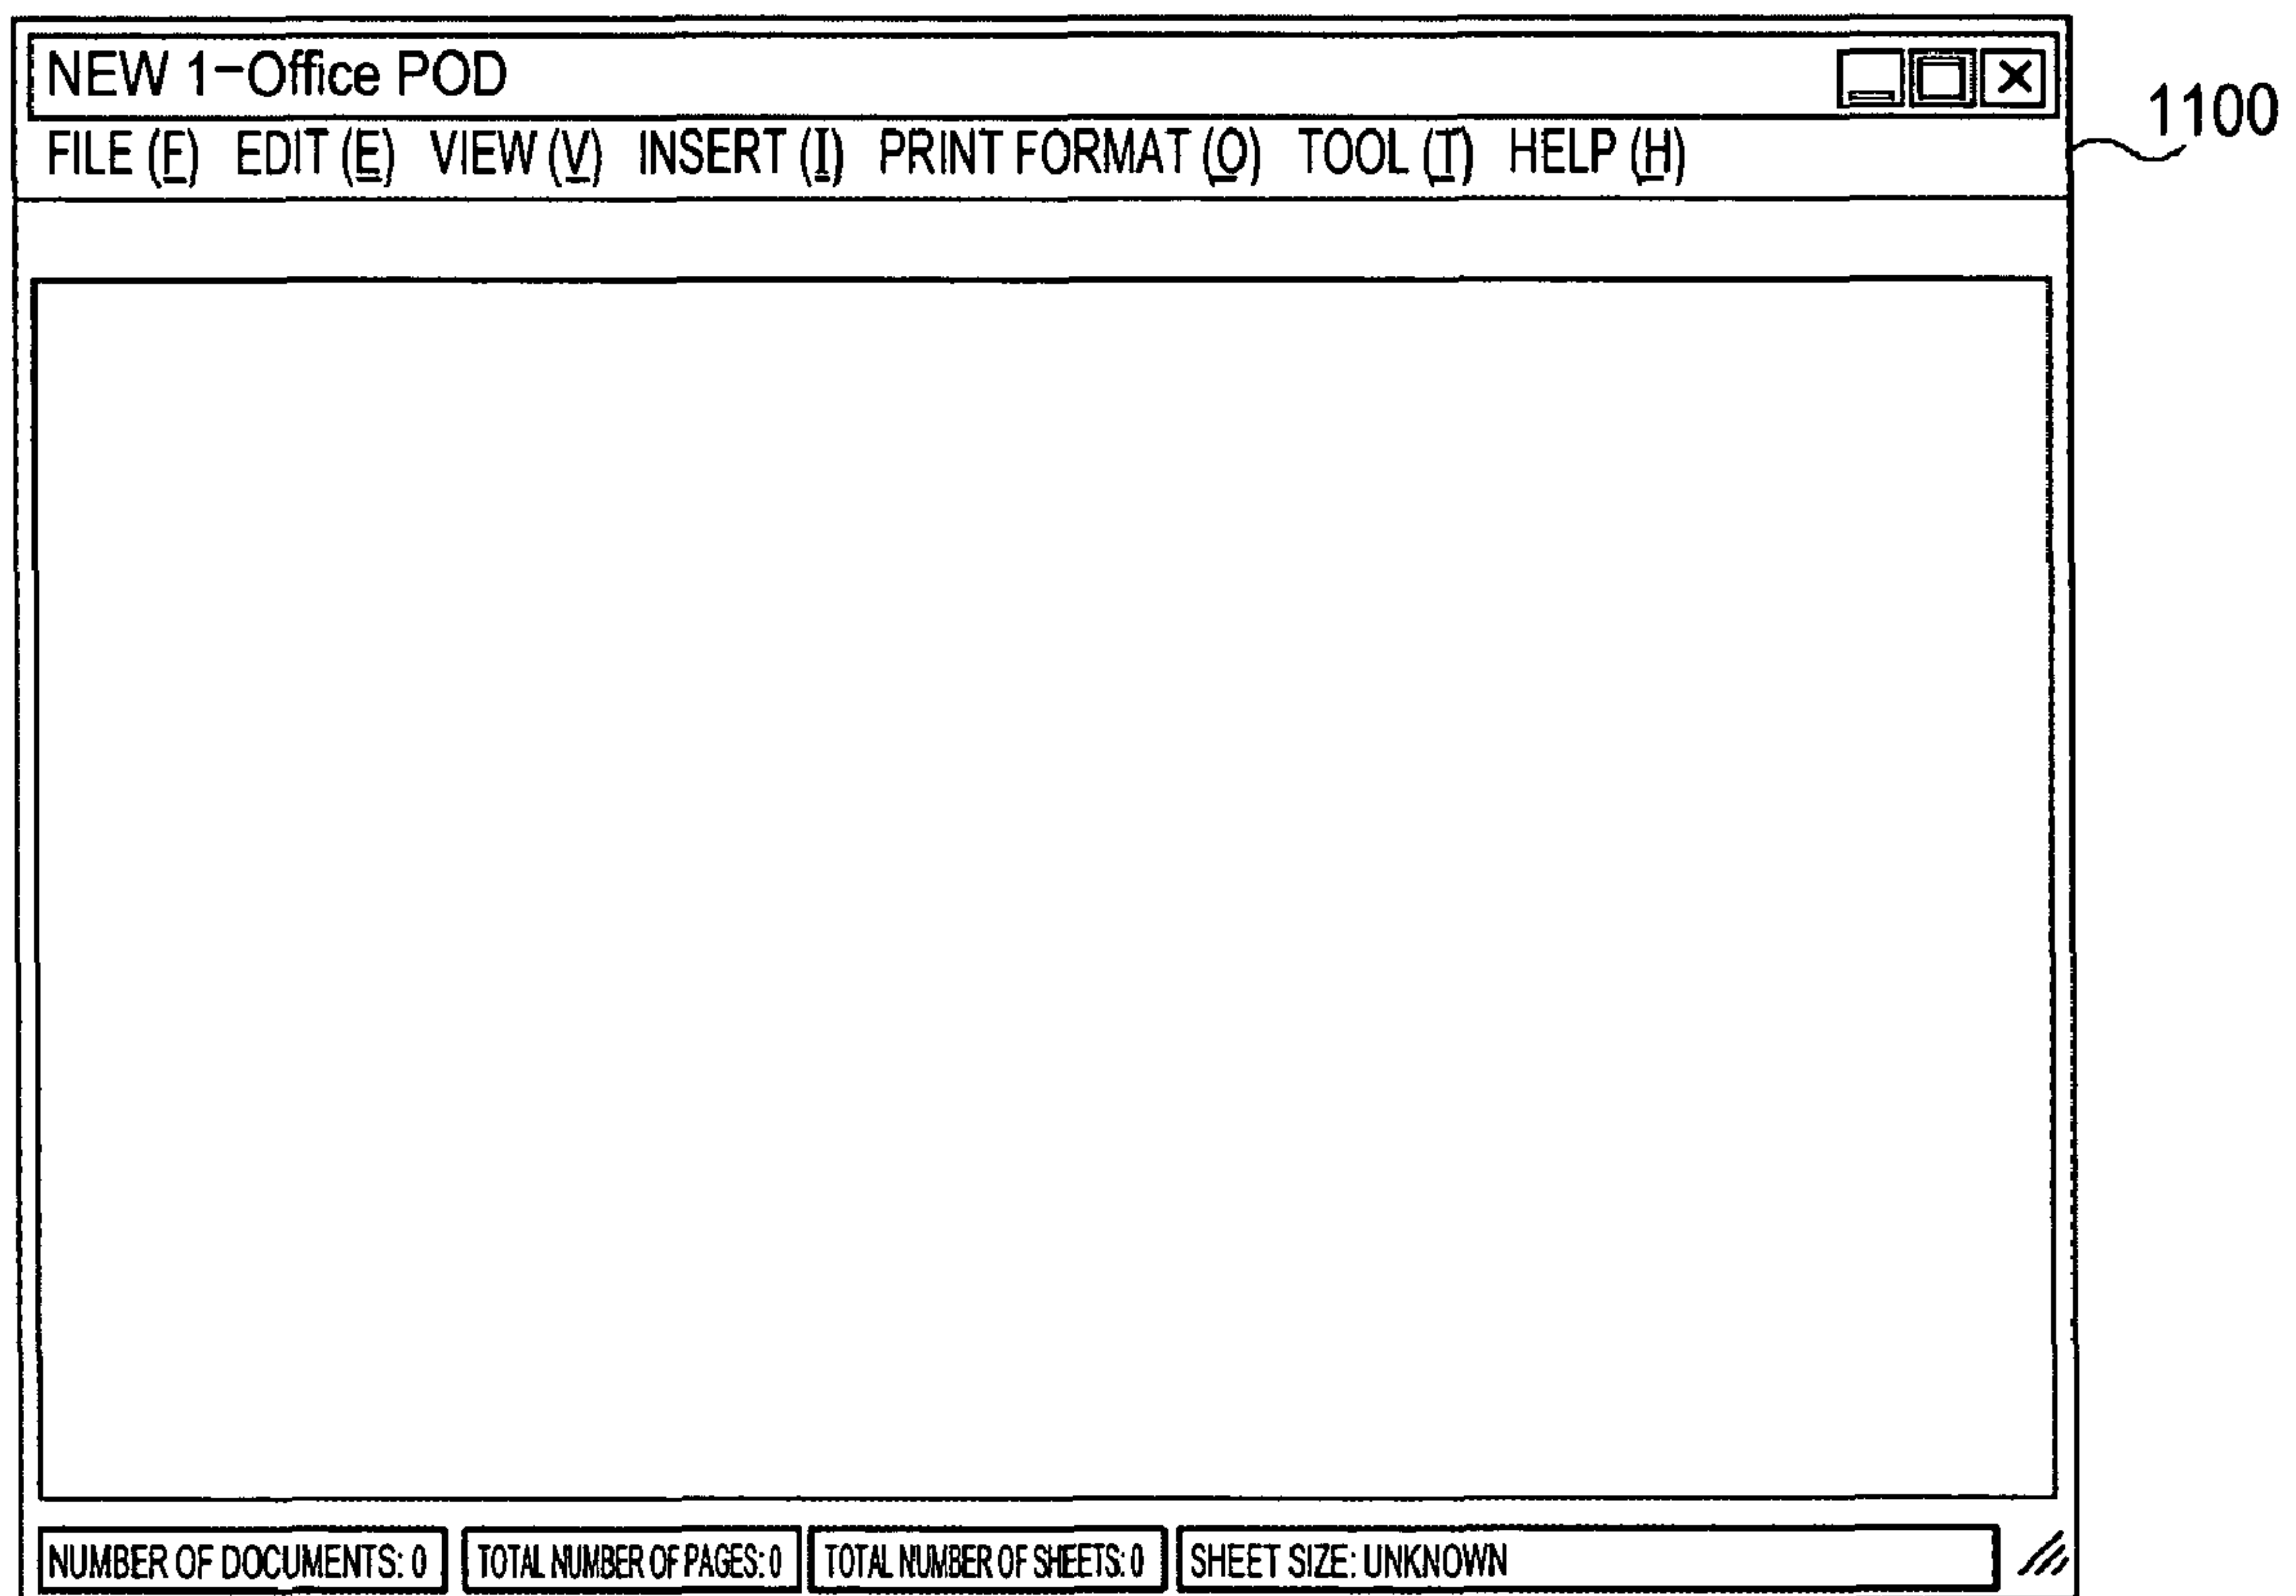 NEW 1-Office POD
1100
FILE (F) EDIT (E) VIEW (V) INSERT (I) PRINT FORMAT (O) TOOL (T) HELP (H)
NUMBER OF DOCUMENTS: 0 TOTAL NUMBER OF PAGES: 0 TOTAL NUMBER OF SHEETS: 0 SHEET SIZE: UNKNOWN